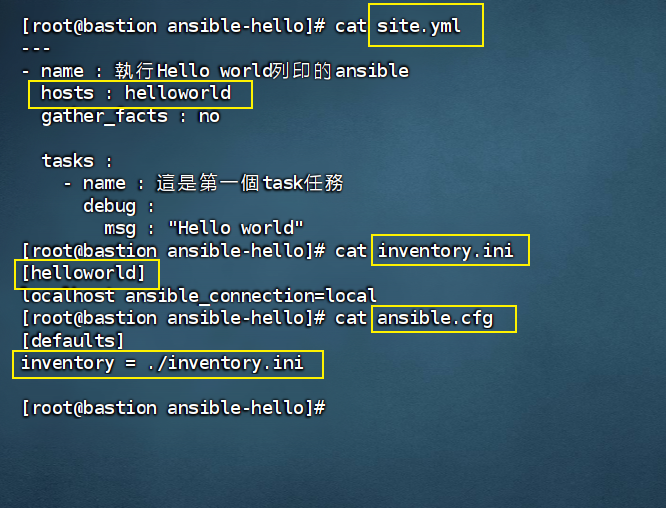 [root@bastion ansible-hello]# cat site.yml
---
- name : 執行Hello world列印的ansible
  hosts : helloworld
  gather_facts : no

  tasks :
    - name : 這是第一個task任務
      debug :
        msg : "Hello world"
[root@bastion ansible-hello]# cat inventory.ini
[helloworld]
localhost ansible_connection=local
[root@bastion ansible-hello]# cat ansible.cfg
[defaults]
inventory = ./inventory.ini

[root@bastion ansible-hello]#